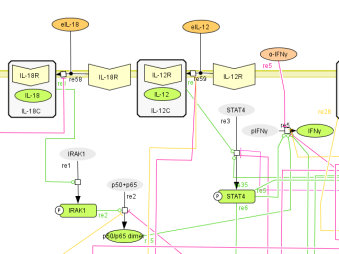 eIL-18
eIL-12
α-IFNγ
re5
IL-18R
IL-18
IL-18C
re58
IL-18R
IL-12R
IL-12
IL-12C
re59
IL-12R
STAT4
re3
pIFNγ
re5
IFNγ
IRAK1
re1
p50+p65
re2
IRAK1
P
re2
p50/p65 dimer
STAT4
P
re6